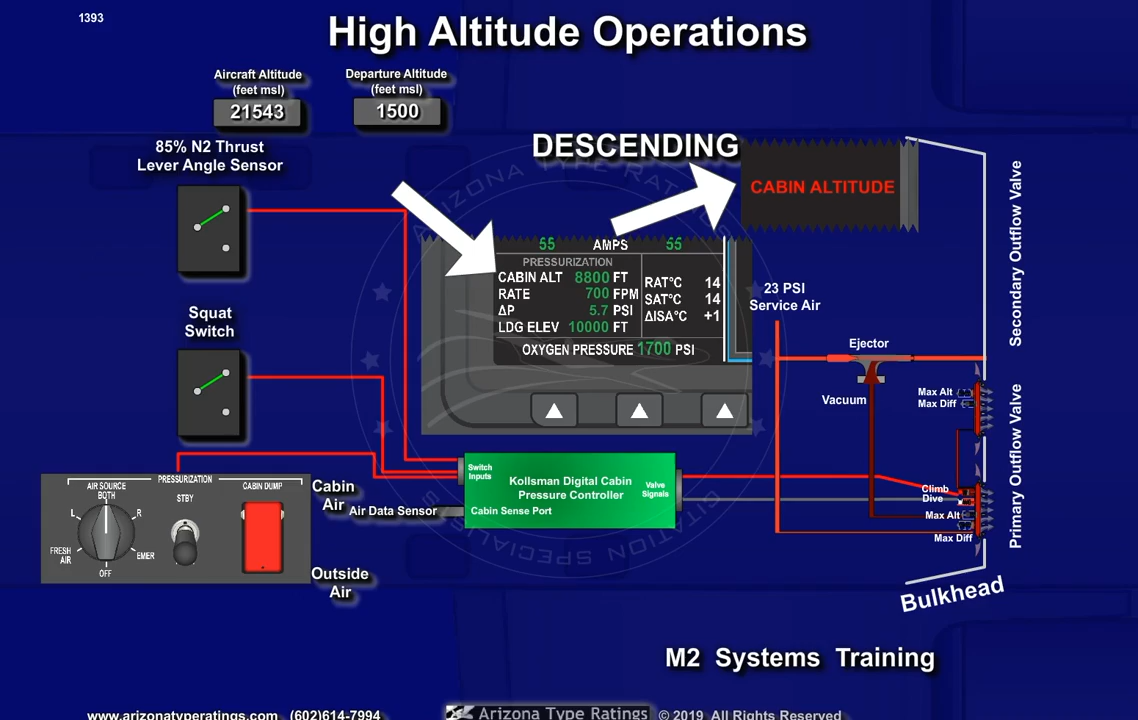 1393
High Altitude Operations
Aircraft Altitude
(feet msl)
21543
Departure Altitude
(feet msl)
1500
85% N2 Thrust
Lever Angle Sensor
DESCENDING
CABIN ALTITUDE
ARIZONA TYPE RATINGS
55 AMPS 55
PRESSURIZATION
CABIN ALT 8800 FT
RATE 700 FPM
ΔP 5.7 PSI
LDG ELEV 10000 FT
RAT°C 14
SAT°C 14
ΔISA°C +1
OXYGEN PRESSURE 1700 PSI
Secondary Outflow Valve
23 PSI
Service Air
Squat
Switch
Ejector
Vacuum
Max Alt
Max Diff
Primary Outflow Valve
PRESSURIZATION
AIR SOURCE
BOTH
L
R
FRESH
AIR
EMER
OFF
STBY
CABIN DUMP
Cabin
Air
Air Data Sensor
Outside
Air
Switch
Inputs
Kollsman Digital Cabin
Pressure Controller
Valve
Signals
Cabin Sense Port
Climb
Dive
Max Alt
Max Diff
Bulkhead
M2 Systems Training
www.arizonatyperatings.com (602)614-7994
Arizona Type Ratings
© 2019 All Rights Reserved